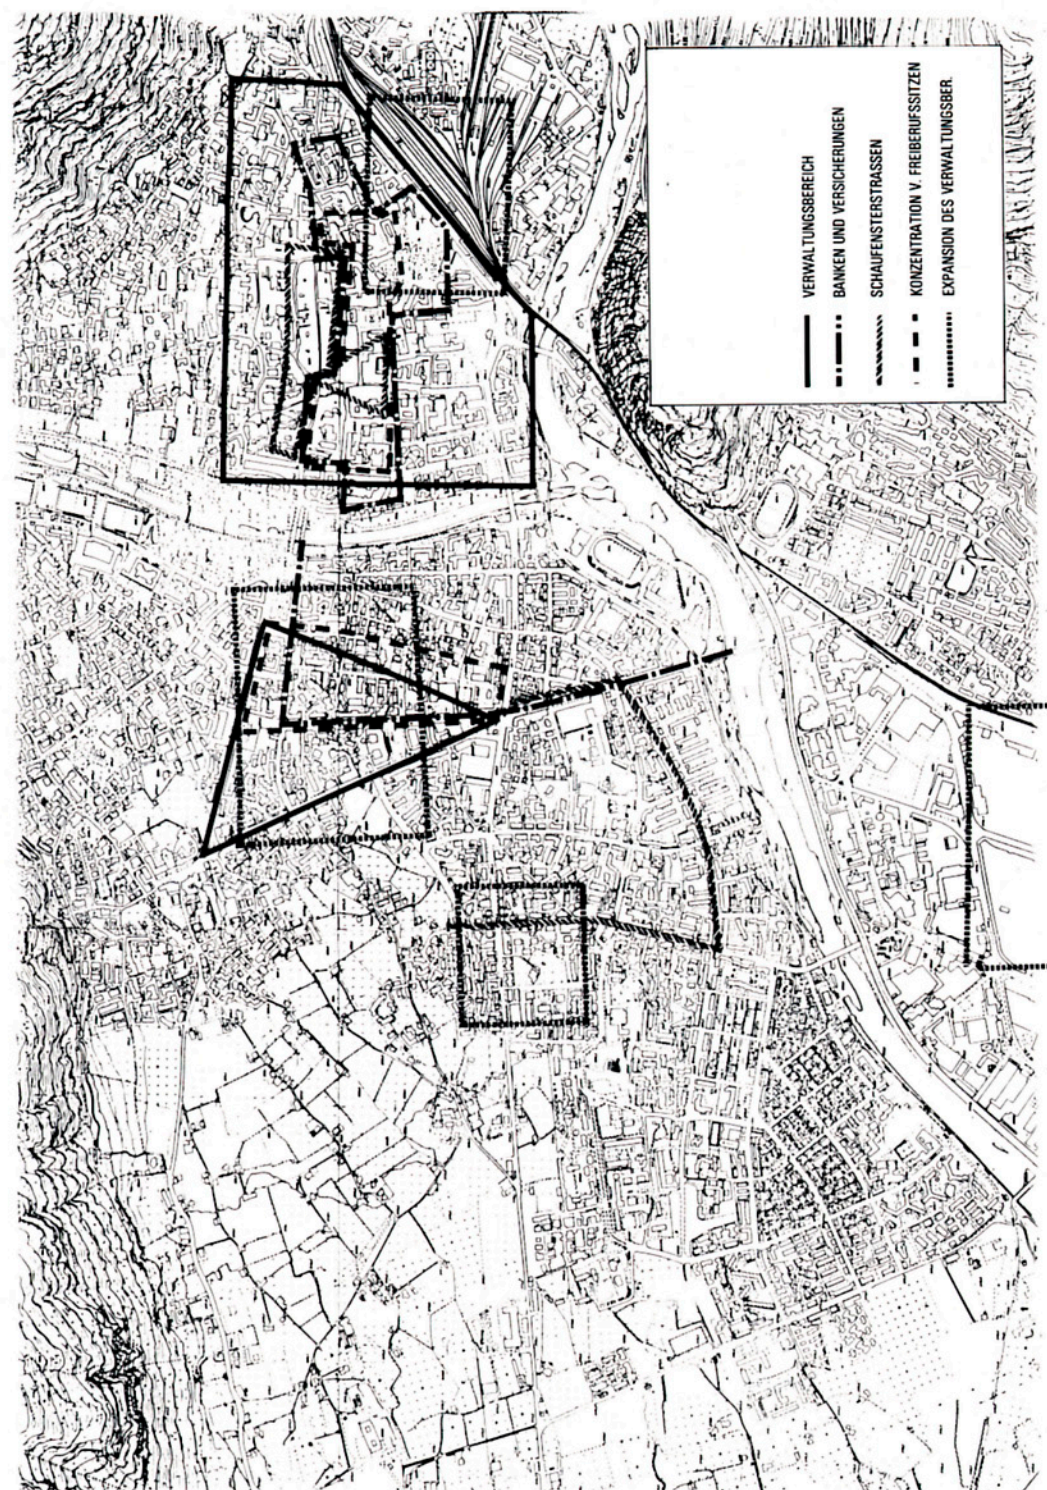 VERWALTUNGSBEREICH
BANKEN UND VERSICHERUNGEN
SCHAUFENSTERSTRASSEN
KONZENTRATION V. FREIBERUFSSITZEN
EXPANSION DES VERWALTUNGSBER.